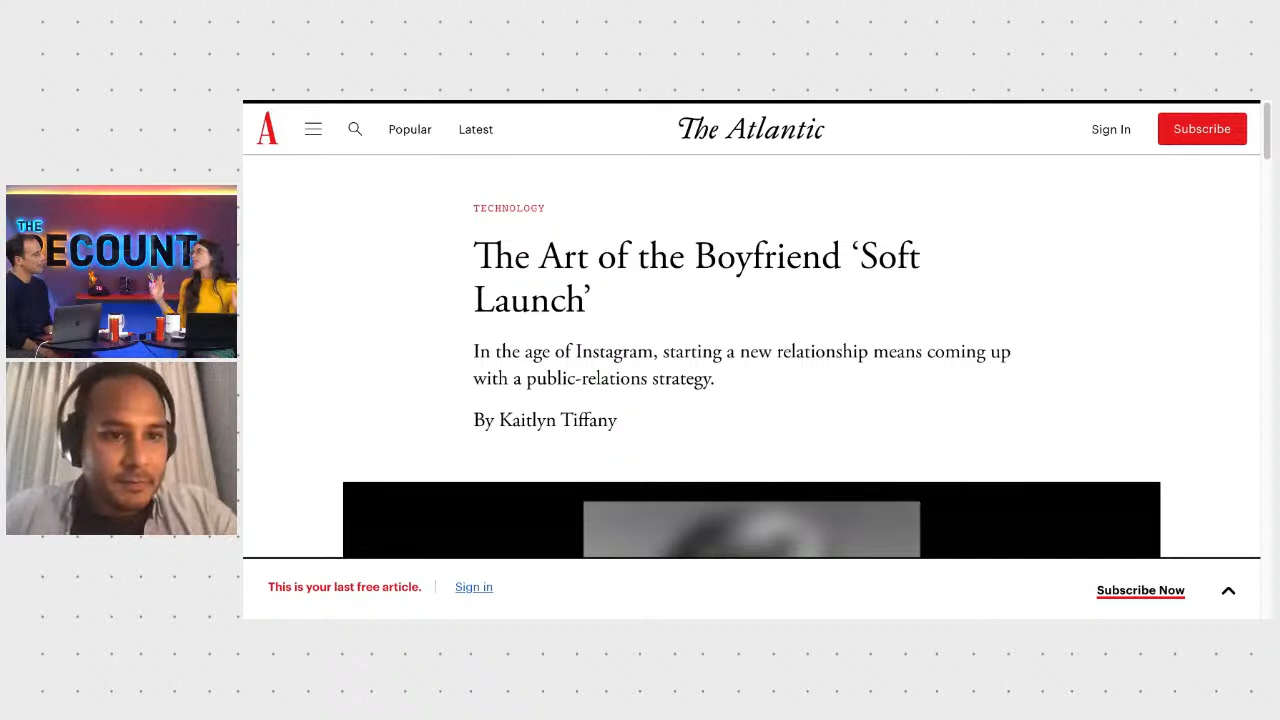 Popular
Latest
The Atlantic
Sign In
Subscribe
TECHNOLOGY
The Art of the Boyfriend ‘Soft
Launch’
In the age of Instagram, starting a new relationship means coming up
with a public-relations strategy.
By Kaitlyn Tiffany
THE
RECOUNT
This is your last free article.
Sign in
Subscribe Now